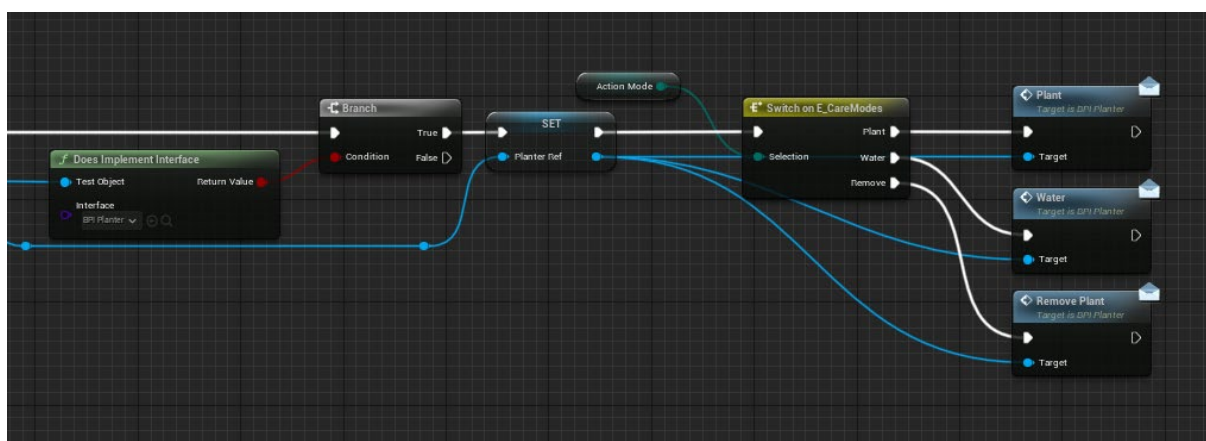 Action Mode
Branch
True
Condition
False
SET
Planter Ref
Switch on E_CareModes
Plant
Selection
Water
Remove
Does Implement Interface
Test Object
Return Value
Interface
BPI Planter
Plant
Target is BPI Planter
Target
Water
Target is BPI Planter
Target
Remove Plant
Target is BPI Planter
Target